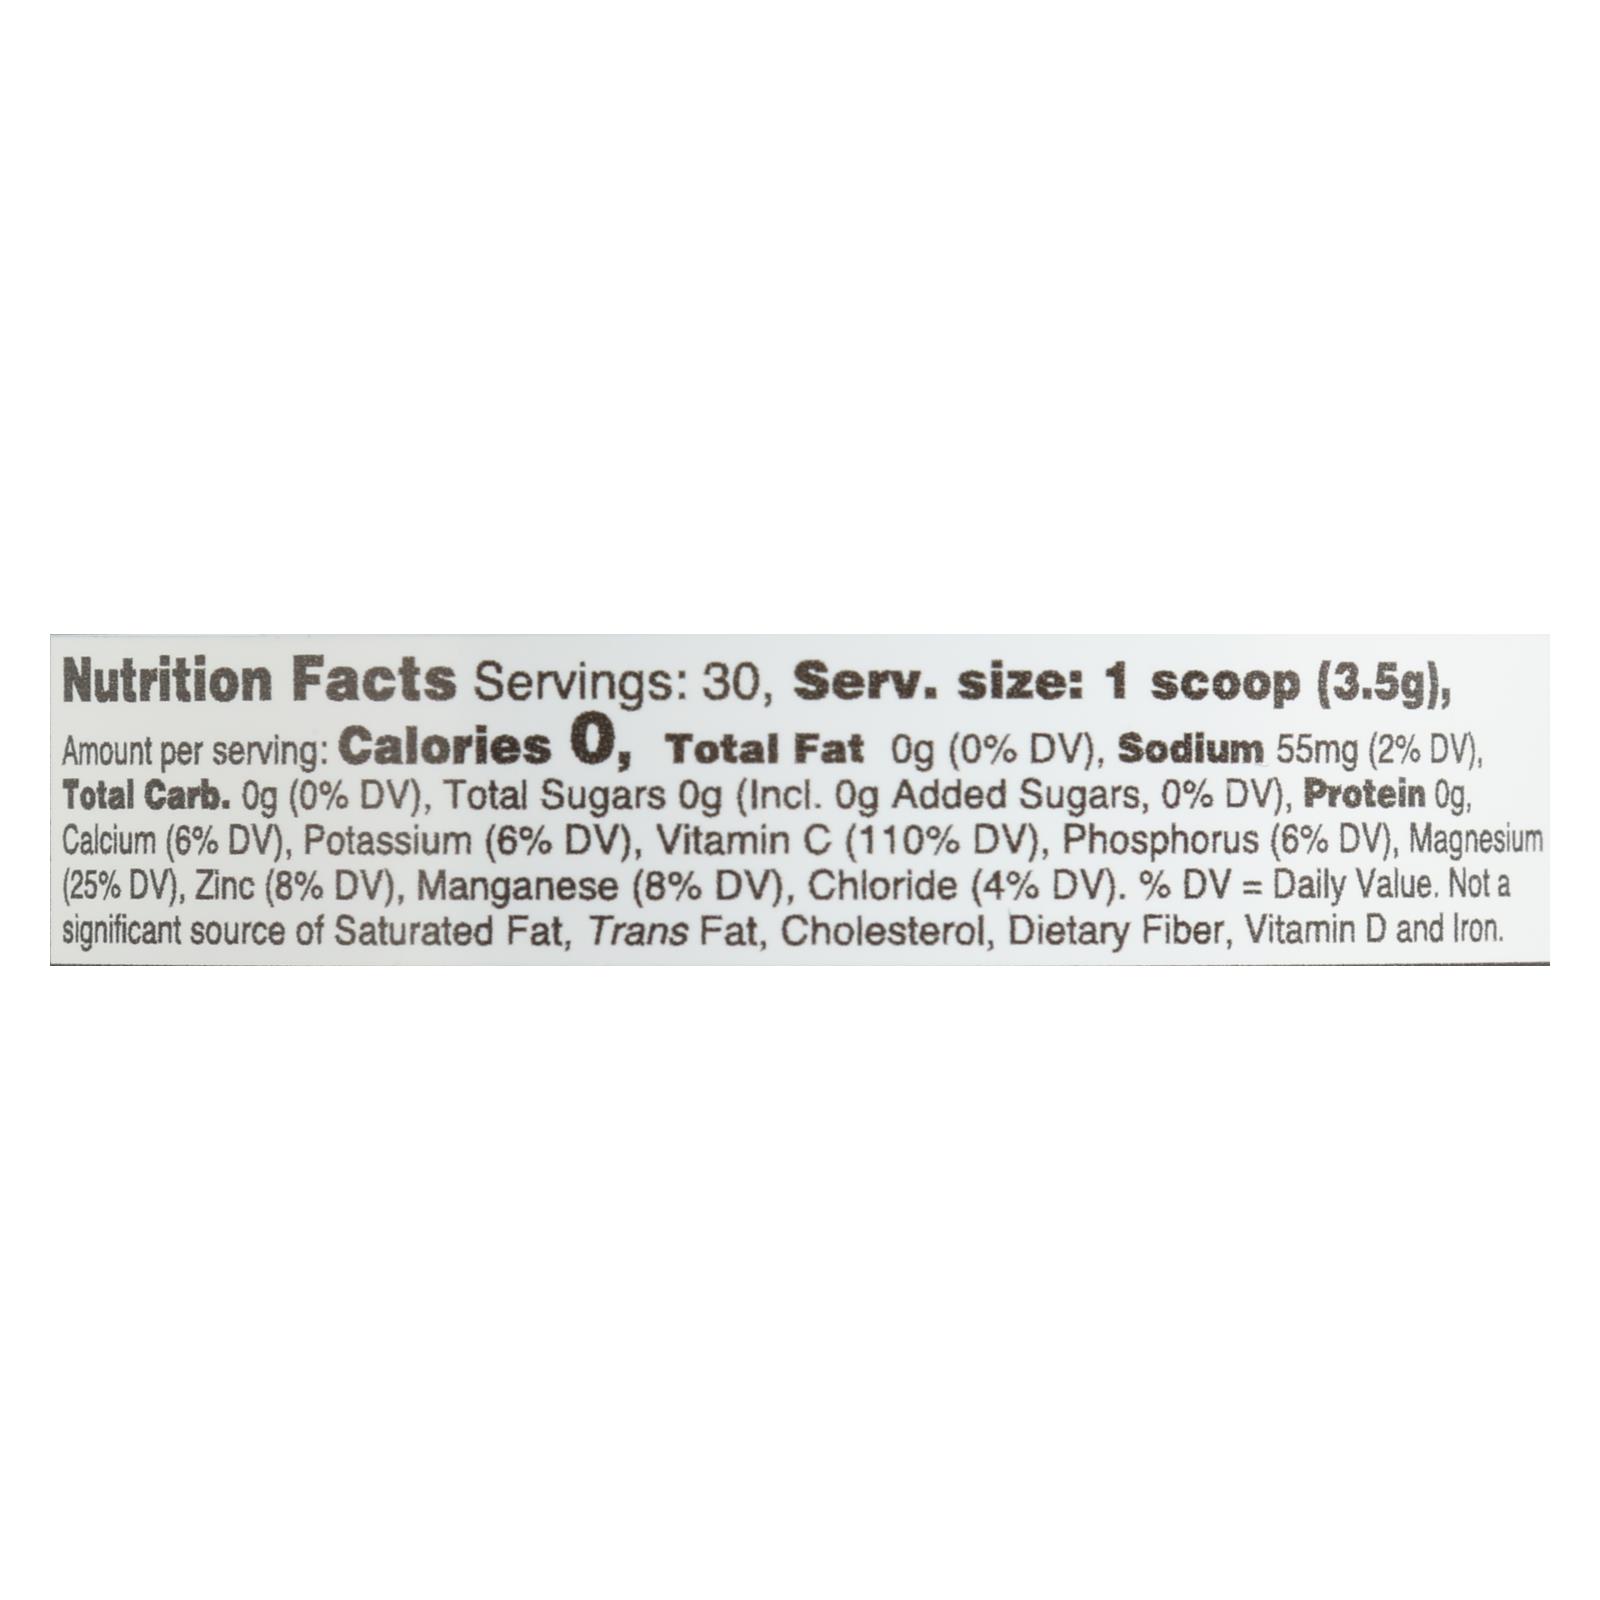 Nutrition Facts Servings: 30, Serv. size: 1 scoop (3.5g),
Amount per serving: Calories 0, Total Fat 0g (0% DV), Sodium 55mg (2% DV),
Total Carb. 0g (0% DV), Total Sugars 0g (Incl. 0g Added Sugars, 0% DV), Protein 0g,
Calcium (6% DV), Potassium (6% DV), Vitamin C (110% DV), Phosphorus (6% DV), Magnesium
(25% DV), Zinc (8% DV), Manganese (8% DV), Chloride (4% DV). % DV = Daily Value. Not a
significant source of Saturated Fat, Trans Fat, Cholesterol, Dietary Fiber, Vitamin D and Iron.